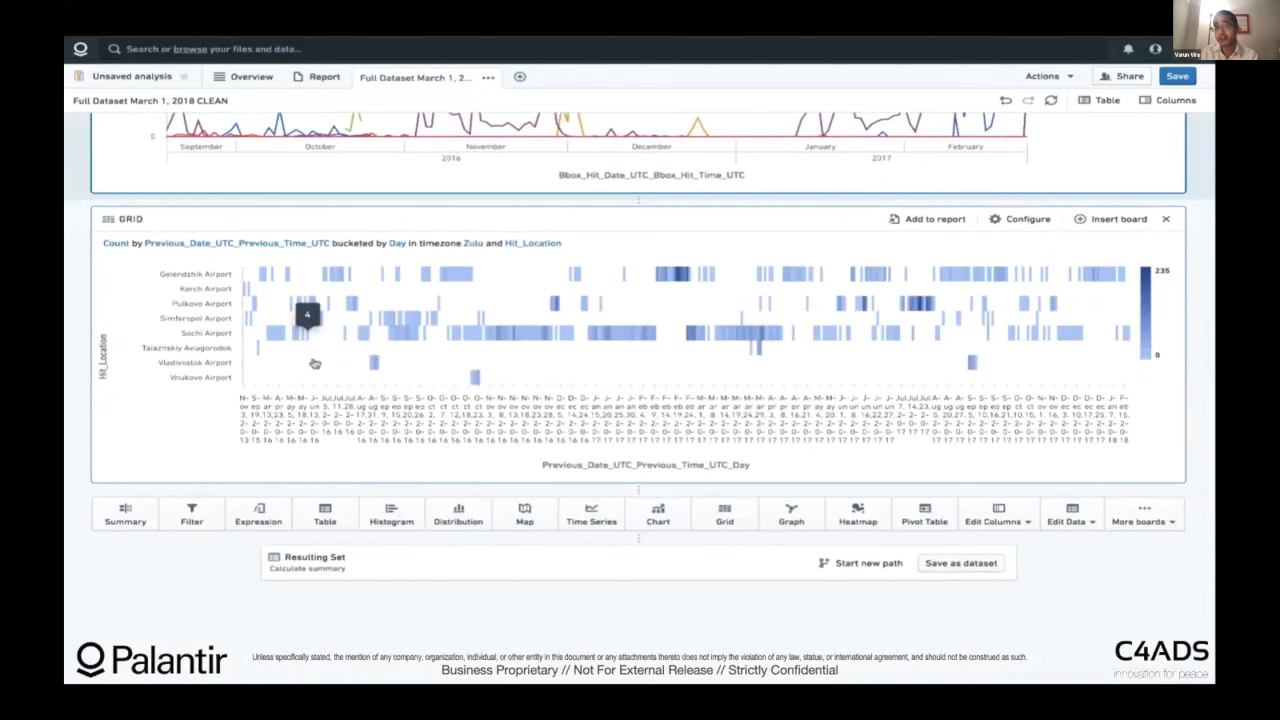 Varun Vira
Search or browse your files and data...
Unsaved analysis
Overview
Report
Full Dataset March 1, 2... •••
Actions
Share
Save
Full Dataset March 1, 2018 CLEAN
Table
Columns
0
September
October
November
December
January
February
2016
2017
Bbox_Hit_Date_UTC_Bbox_Hit_Time_UTC
GRID
Add to report
Configure
Insert board
Count by Previous_Date_UTC_Previous_Time_UTC bucketed by Day in timezone Zulu and Hit_Location
Hit_Location
Gelendzhik Airport
Kerch Airport
Pulkovo Airport
Simferopol Airport
Sochi Airport
Talazhskiy Aviagorodok
Vladivostok Airport
Vnukovo Airport
4
235
0
Previous_Date_UTC_Previous_Time_UTC_Day
Summary
Filter
Expression
Table
Histogram
Distribution
Map
Time Series
Chart
Grid
Graph
Heatmap
Pivot Table
Edit Columns
Edit Data
More boards
Resulting Set
Calculate summary
Start new path
Save as dataset
Palantir
Unless specifically stated, the mention of any company, organization, individual, or other entity in this document or any attachments thereto does not imply the violation of any law, statute, or international agreement, and should not be construed as such.
Business Proprietary // Not For External Release // Strictly Confidential
C4ADS
innovation for peace